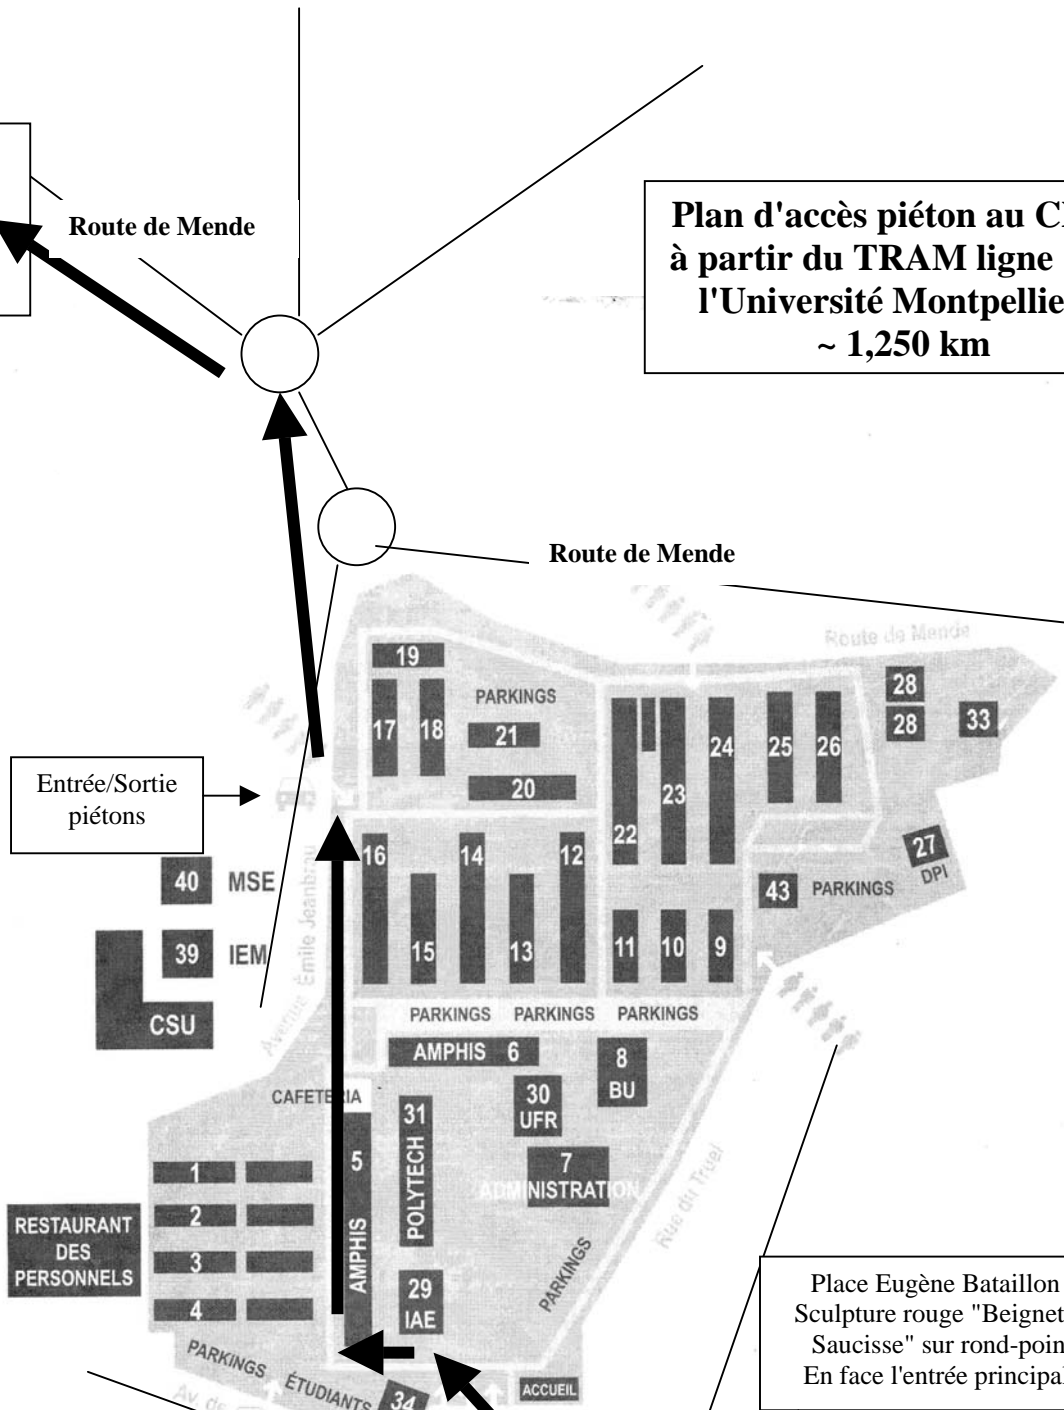 Route de Mende
Plan d'accès piéton au
à partir du TRAM ligne
l'Université Montpellie
~ 1,250 km
Route de Mende
Route de Mende
19
17
18
PARKINGS
21
20
28
28
33
24
25
26
22
23
Entrée/Sortie
piétons
16
14
12
15
13
27
DPI
43
PARKINGS
11
10
9
40
MSE
39
IEM
CSU
Avenue Émile Jeanbrau
PARKINGS
PARKINGS
PARKINGS
AMPHIS 6
8
BU
30
UFR
CAFETERIA
31
POLYTECH
5
AMPHIS
7
ADMINISTRATION
Rue du Truel
1
2
3
4
RESTAURANT
DES
PERSONNELS
29
IAE
PARKINGS
Place Eugène Bataillon
Sculpture rouge "Beignet
Saucisse" sur rond-poin
En face l'entrée principal
PARKINGS
ÉTUDIANTS
34
ACCUEIL
Av. de